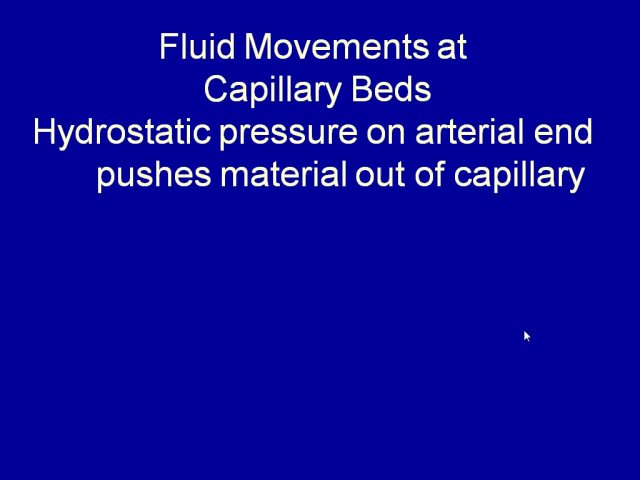 Fluid Movements at
Capillary Beds
Hydrostatic pressure on arterial end
pushes material out of capillary